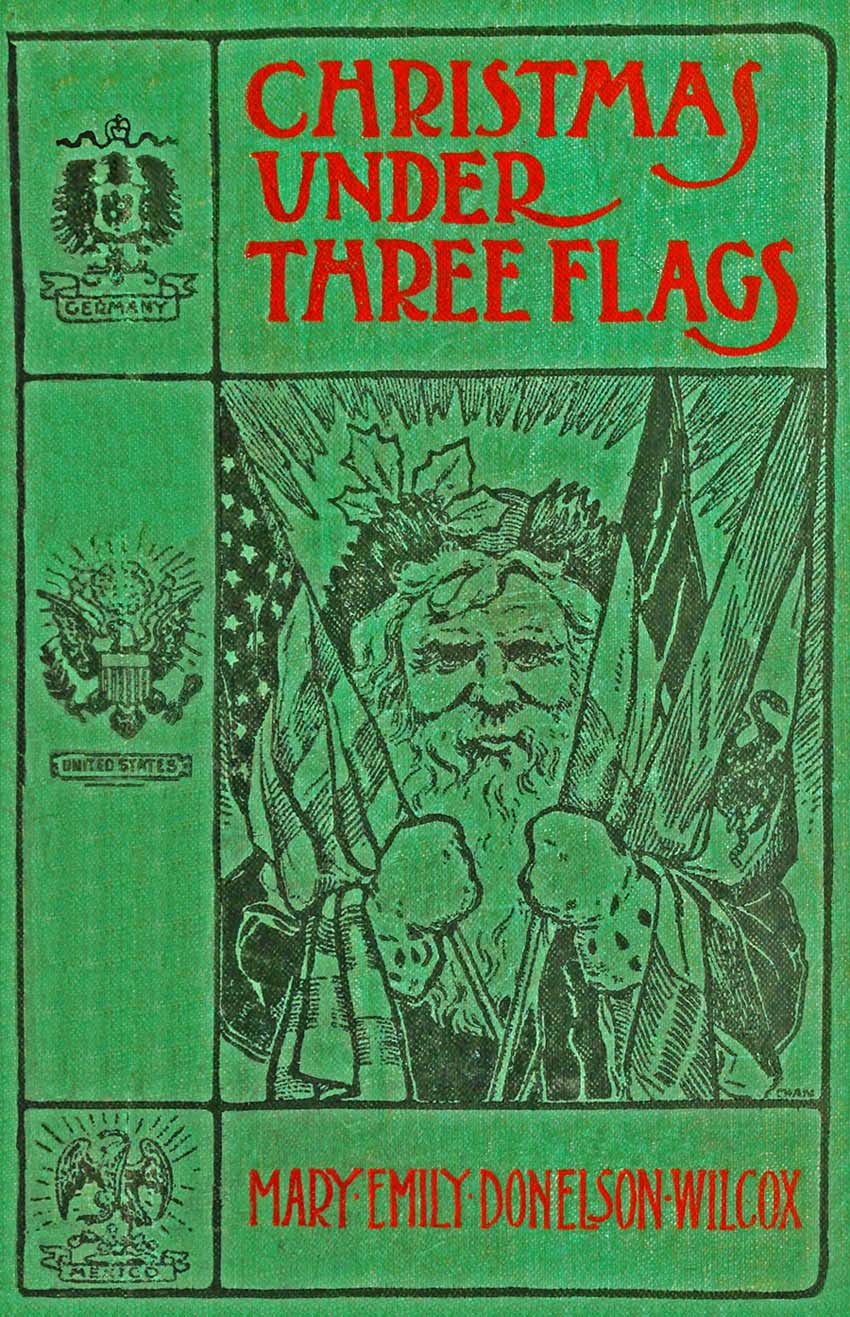 CHRISTMAS
UNDER
THREE FLAGS
GERMANY
UNITED STATES
MEXICO
MARY·EMILY·DONELSON·WILCOX